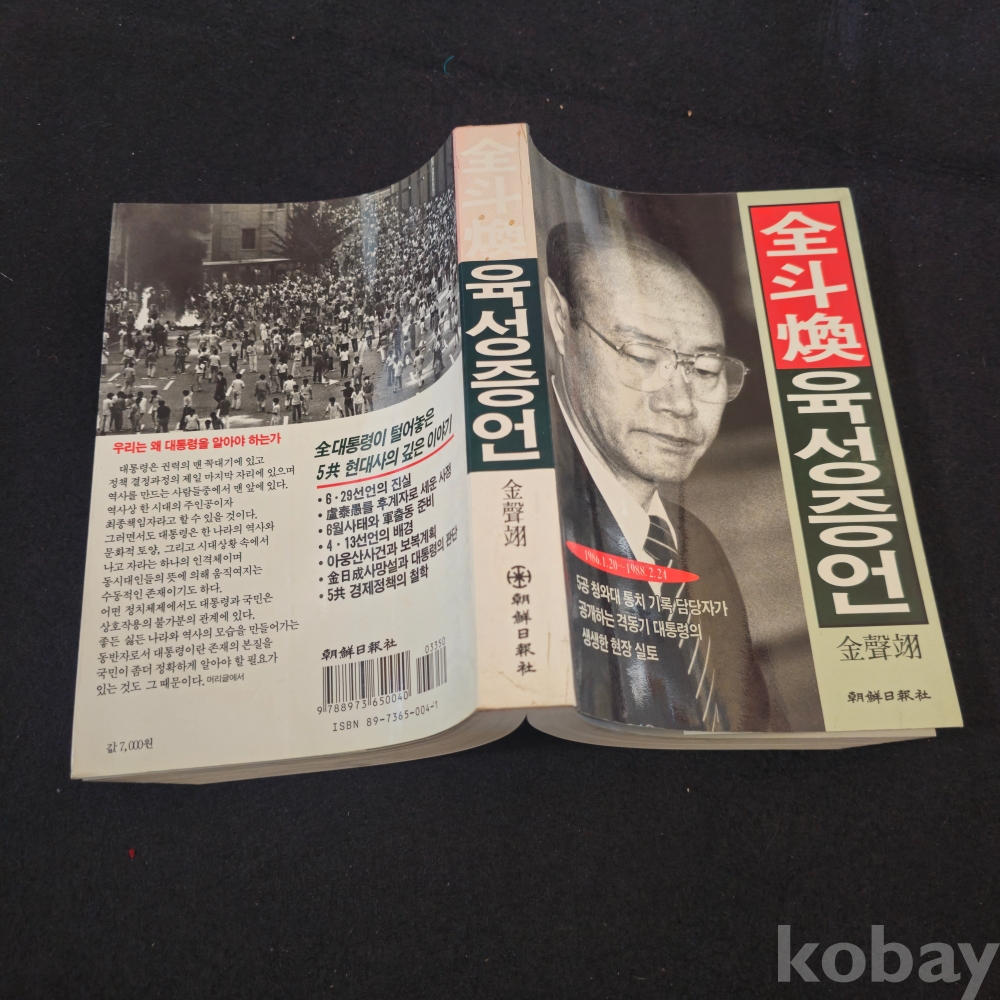 우리는 왜 대통령을 알아야 하는가
대통령은 권력의 맨 꼭대기에 있고
정책 결정과정의 제일 마지막 자리에 있으며
역사를 만드는 사람들중에서 맨 앞에 있다.
역사상 한 시대의 주인공이자
최종책임자라고 할 수 있을 것이다.
그러면서도 대통령은 한 나라의 역사와
문화적 토양, 그리고 시대상황 속에서
나고 자라는 하나의 인격체이며
동시대인들의 뜻에 의해 움직여지는
수동적인 존재이기도 하다.
어떤 정치체제에서도 대통령과 국민은
상호작용의 불가분의 관계에 있다.
좋든 싫든 나라와 역사의 모습을 만들어가는
동반자로서 대통령이란 존재의 본질을
국민이 좀더 정확하게 알아야 할 필요가
있는 것도 그 때문이다. 머리글에서
값 7,000원
全대통령이 털어놓은
5共 현대사의 깊은 이야기
• 6·29선언의 진실
• 盧泰愚를 후계자로 세운 사정
• 6월사태와 軍출동 준비
• 4·13선언의 배경
• 아웅산사건과 보복계획
• 金日成사망설과 대통령의 판단
• 5共 경제정책의 철학
朝鮮日報社
03350
9788973650040
ISBN 89-7365-004-1
全斗煥
육성증언
金聲翊
朝鮮日報社
全斗煥
육성증언
金聲翊
朝鮮日報社
1986.1.20~1988.2.24
5공 청와대 통치 기록/담당자가
공개하는 격동기 대통령의
생생한 현장 실토
kobay